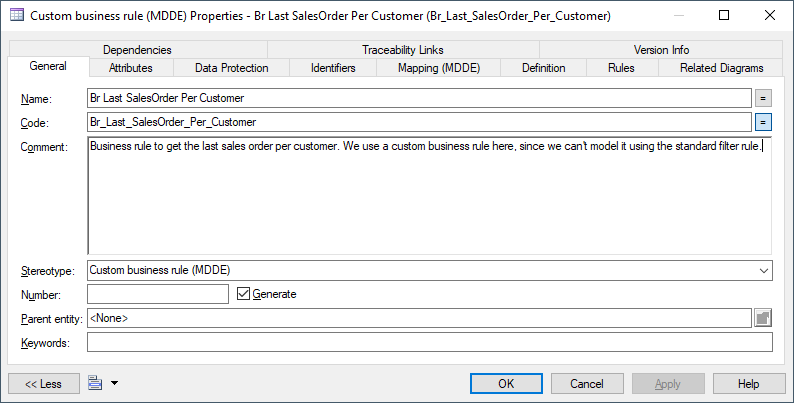 Custom business rule (MDDE) Properties - Br Last SalesOrder Per Customer (Br_Last_SalesOrder_Per_Customer)
Dependencies Traceability Links Version Info
General Attributes Data Protection Identifiers Mapping (MDDE) Definition Rules Related Diagrams
Name: Br Last SalesOrder Per Customer =
Code: Br_Last_SalesOrder_Per_Customer =
Comment: Business rule to get the last sales order per customer. We use a custom business rule here, since we can't model it using the standard filter rule.
Stereotype: Custom business rule (MDDE)
Number: Generate
Parent entity: <None>
Keywords:
<< Less OK Cancel Apply Help